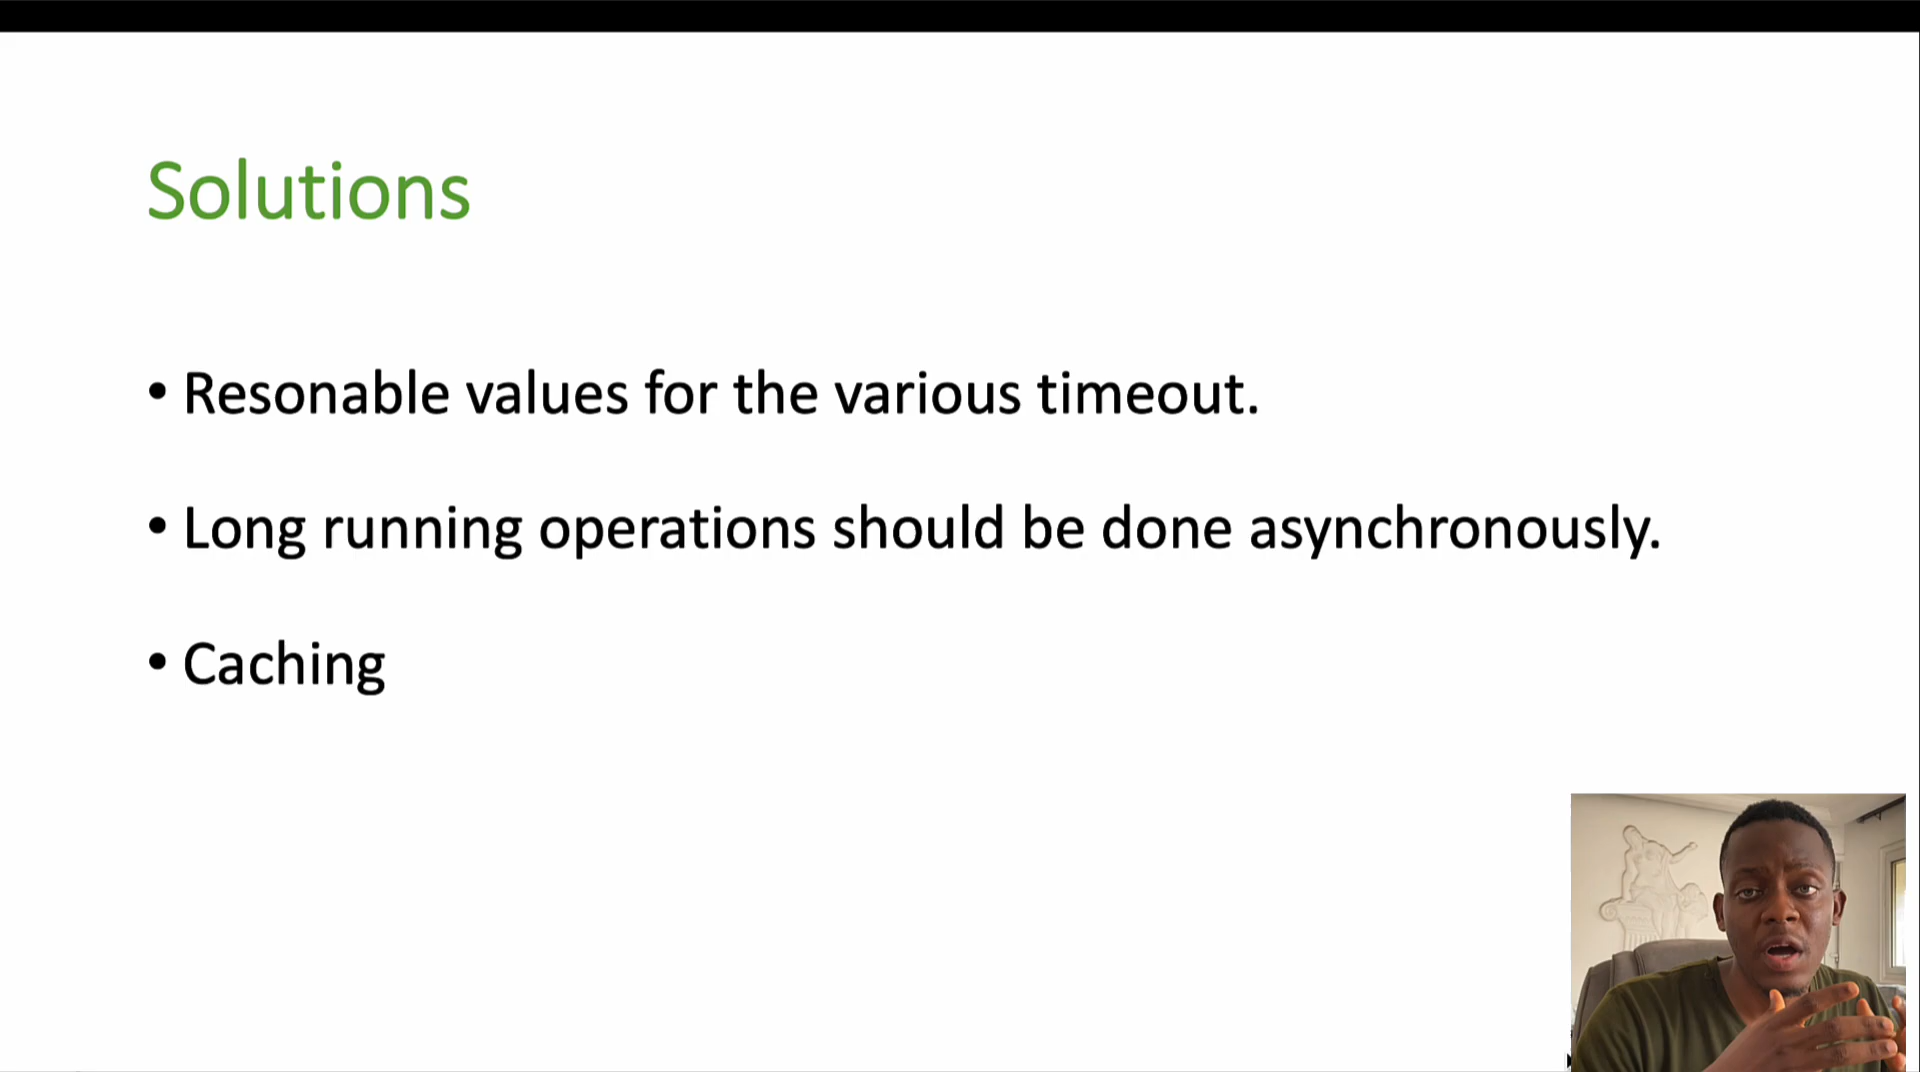 Solutions
• Resonable values for the various timeout.
• Long running operations should be done asynchronously.
• Caching